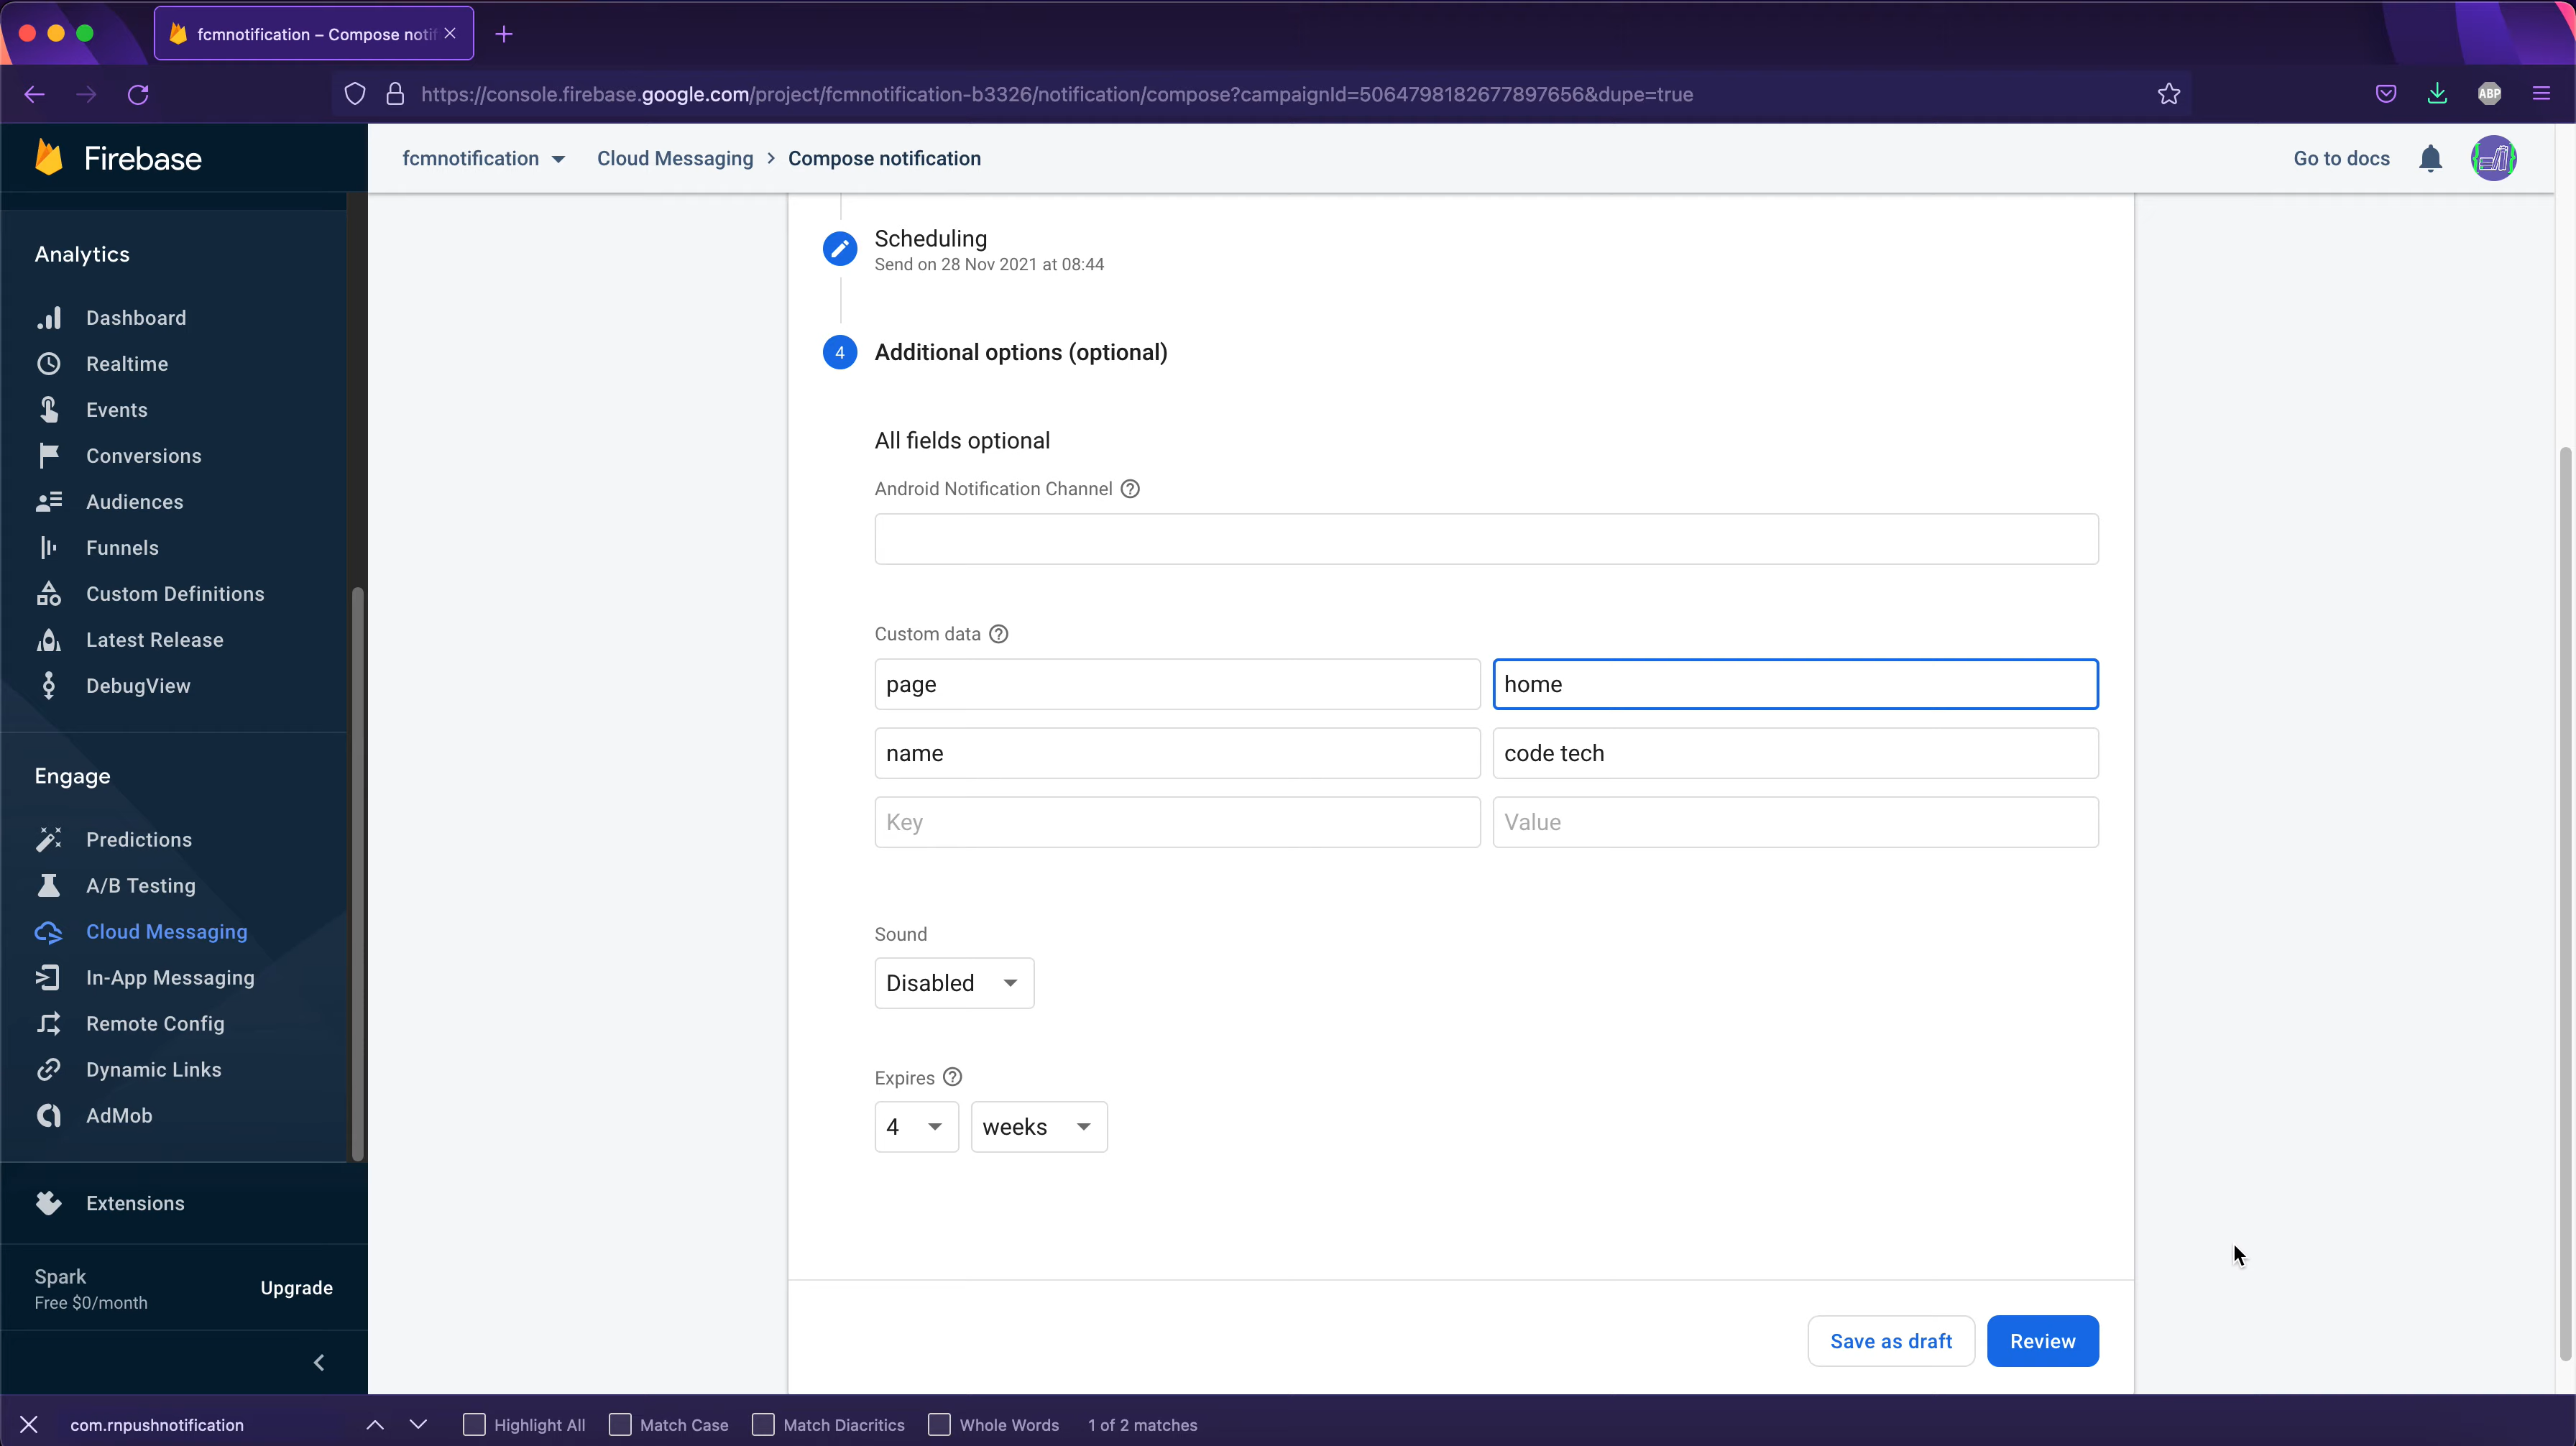 fcmnotification – Compose notif
https://console.firebase.google.com/project/fcmnotification-b3326/notification/compose?campaignId=5064798182677897656&dupe=true
ABP
Firebase
fcmnotification
Cloud Messaging > Compose notification
Go to docs
Analytics
Dashboard
Realtime
Events
Conversions
Audiences
Funnels
Custom Definitions
Latest Release
DebugView
Engage
Predictions
A/B Testing
Cloud Messaging
In-App Messaging
Remote Config
Dynamic Links
AdMob
Extensions
Spark
Free $0/month
Upgrade
Scheduling
Send on 28 Nov 2021 at 08:44
4 Additional options (optional)
All fields optional
Android Notification Channel
Custom data
page home
name code tech
Key Value
Sound
Disabled
Expires
4 weeks
Save as draft Review
com.rnpushnotification Highlight All Match Case Match Diacritics Whole Words 1 of 2 matches